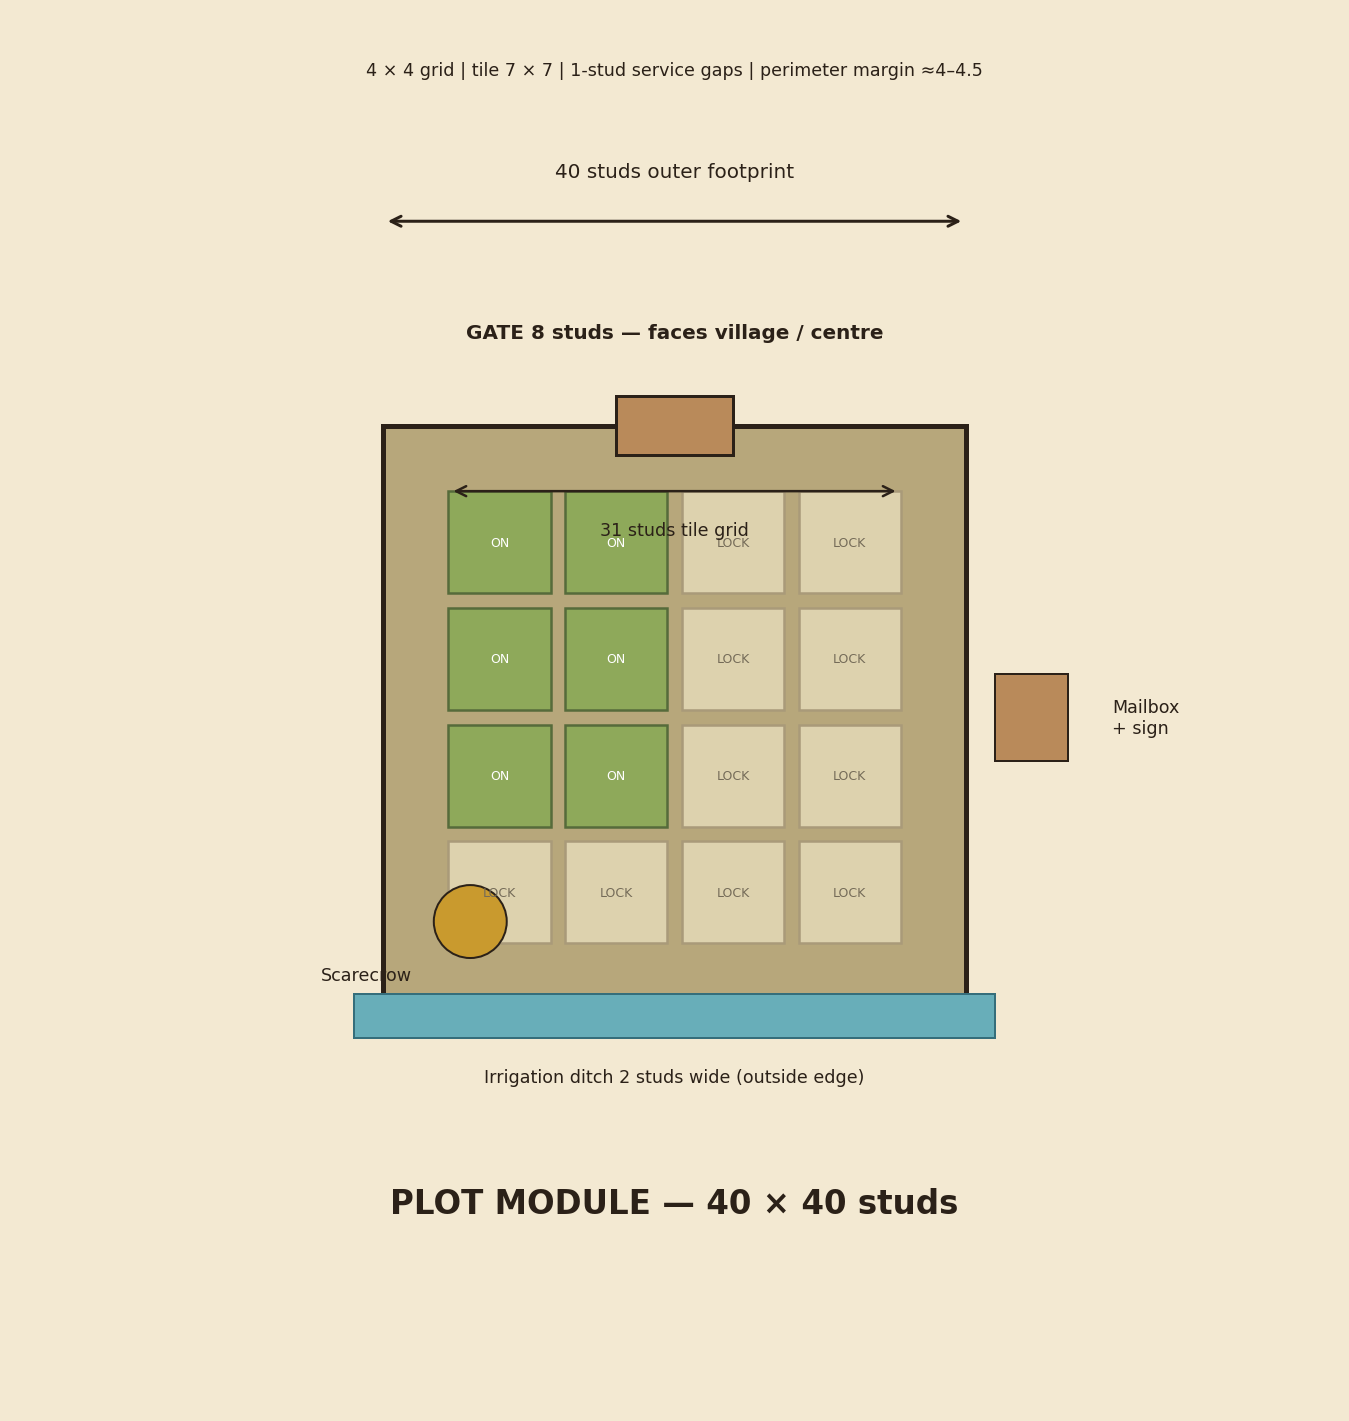 4 × 4 grid | tile 7 × 7 | 1-stud service gaps | perimeter margin ≈4–4.5
40 studs outer footprint
GATE 8 studs — faces village / centre
31 studs tile grid
ON ON LOCK LOCK
ON ON LOCK LOCK
Mailbox
+ sign
ON ON LOCK LOCK
LOCK LOCK LOCK LOCK
Scarecrow
Irrigation ditch 2 studs wide (outside edge)
PLOT MODULE — 40 × 40 studs